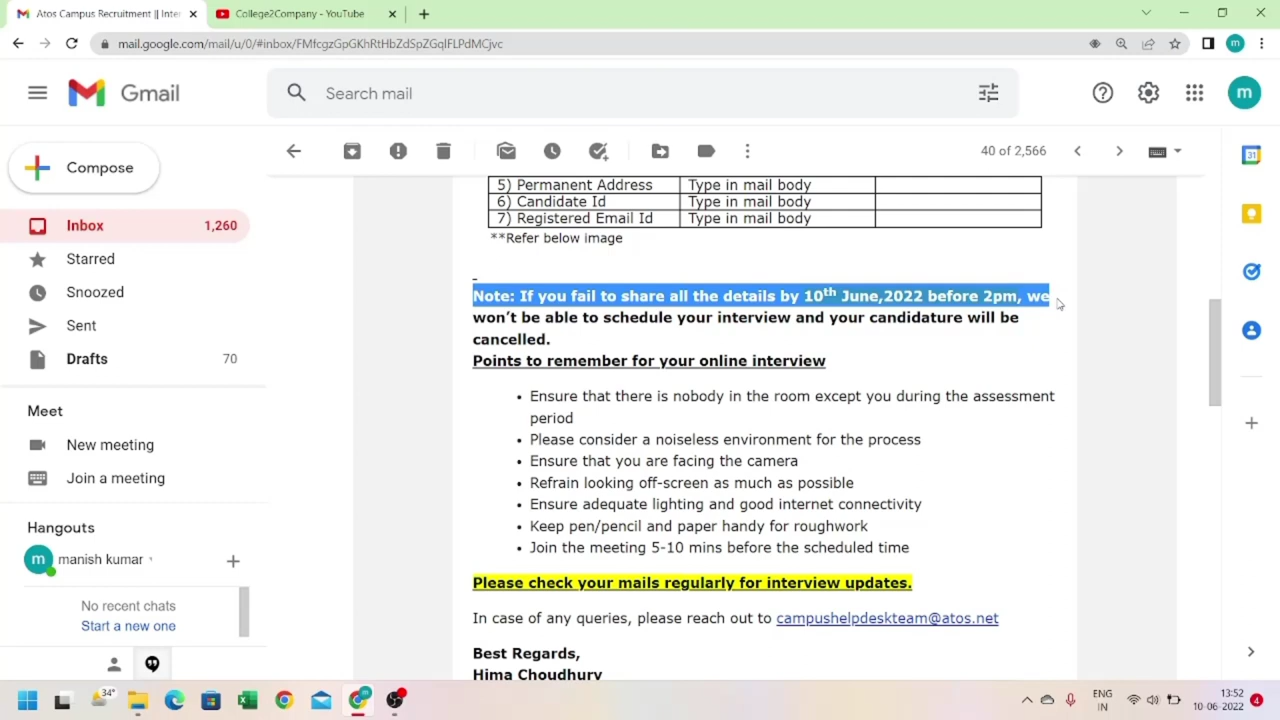 Atos Campus Recruitment || Inter
College2Company - YouTube
mail.google.com/mail/u/0/#inbox/FMfcgzGpGKhRtHbZdSpZGqlFLPdMCjvc
m
Gmail
Search mail
m
Compose
40 of 2,566
31
Inbox 1,260
Starred
Snoozed
Sent
Drafts 70
Meet
New meeting
Join a meeting
Hangouts
m manish kumar
No recent chats
Start a new one
5) Permanent Address Type in mail body
6) Candidate Id Type in mail body
7) Registered Email Id Type in mail body
**Refer below image
Note: If you fail to share all the details by 10th June,2022 before 2pm, we
won't be able to schedule your interview and your candidature will be
cancelled.
Points to remember for your online interview
• Ensure that there is nobody in the room except you during the assessment
period
• Please consider a noiseless environment for the process
• Ensure that you are facing the camera
• Refrain looking off-screen as much as possible
• Ensure adequate lighting and good internet connectivity
• Keep pen/pencil and paper handy for roughwork
• Join the meeting 5-10 mins before the scheduled time
Please check your mails regularly for interview updates.
In case of any queries, please reach out to campushelpdeskteam@atos.net
Best Regards,
Hima Choudhury
34°
m
ENG
IN
13:52
10-06-2022
4